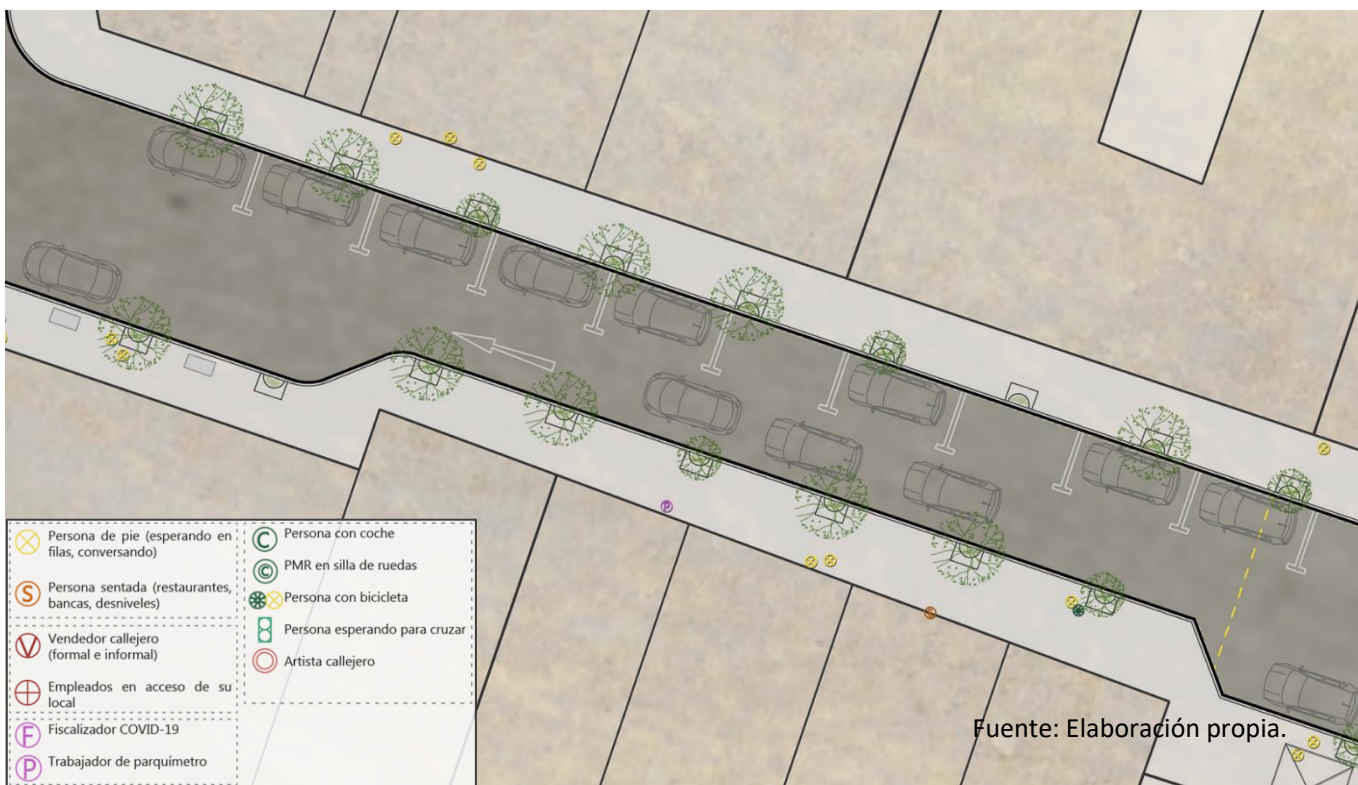 Persona de pie (esperando en
filas, conversando)
S
Persona sentada (restaurantes,
bancas, desniveles)
V
Vendedor callejero
(formal e informal)
Empleados en acceso de su
local
F
Fiscalizador COVID-19
P
Trabajador de parquímetro
C
Persona con coche
©
PMR en silla de ruedas
Persona con bicicleta
Persona esperando para cruzar
Artista callejero
P
Fuente: Elaboración propia.